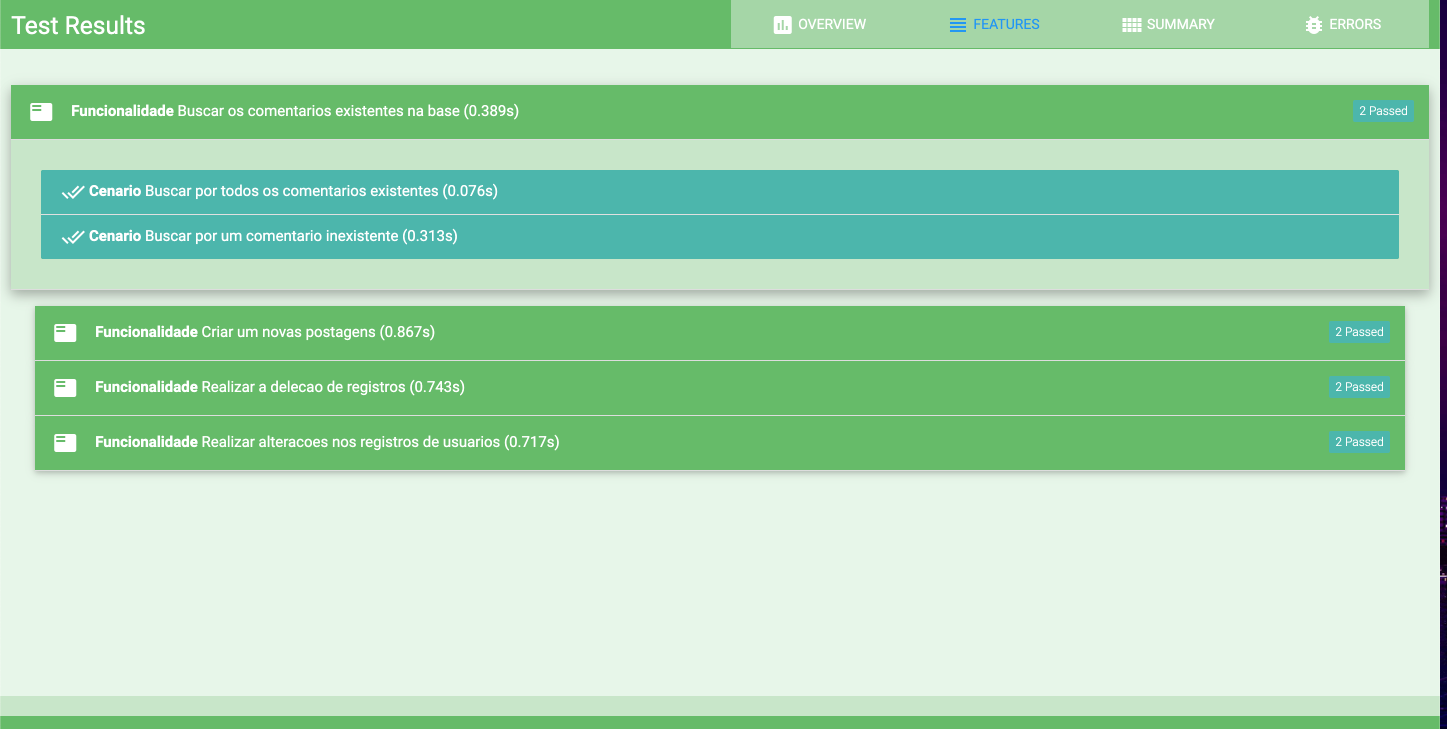 Test Results
OVERVIEW
FEATURES
SUMMARY
ERRORS
Funcionalidade Buscar os comentarios existentes na base (0.389s)
2 Passed
Cenario Buscar por todos os comentarios existentes (0.076s)
Cenario Buscar por um comentario inexistente (0.313s)
Funcionalidade Criar um novas postagens (0.867s)
2 Passed
Funcionalidade Realizar a delecao de registros (0.743s)
2 Passed
Funcionalidade Realizar alteracoes nos registros de usuarios (0.717s)
2 Passed